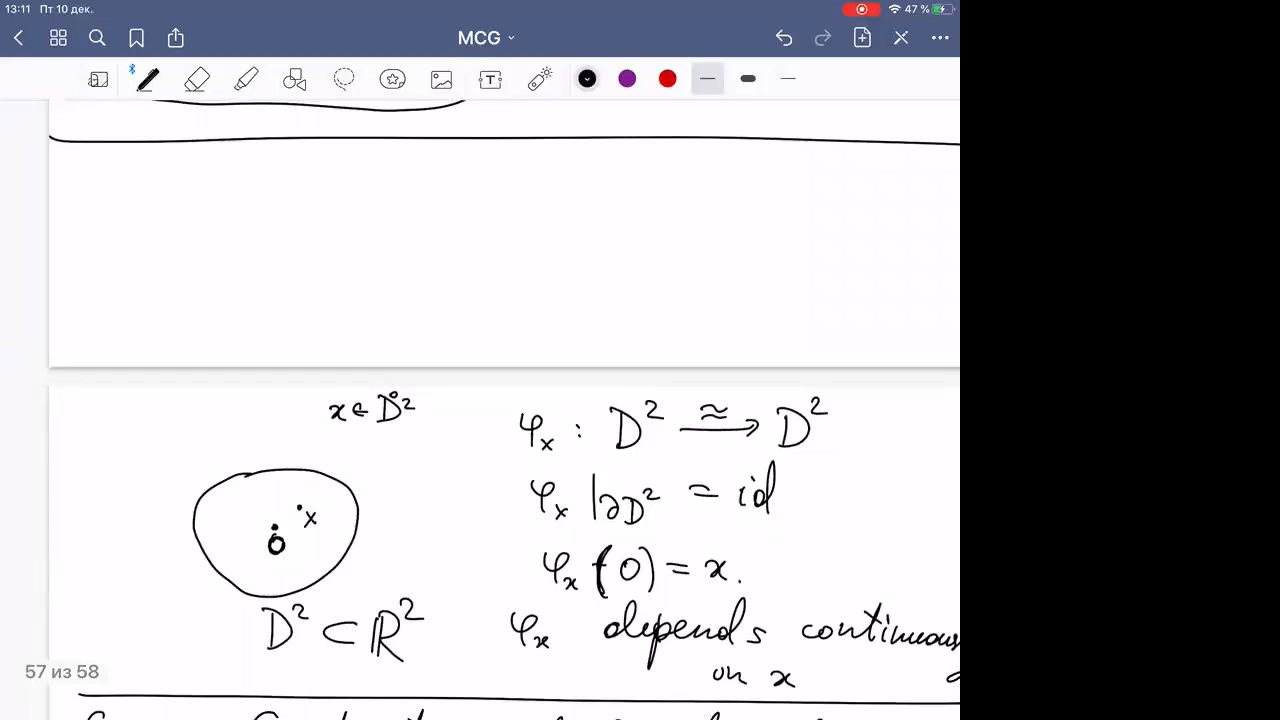 13:11 Пт 10 дек.
47 %
MCG
T
x ∈ D̊²
φₓ : D² ≈→ D²
φₓ |∂D² = id
x
0
φₓ (0) = x.
D² ⊂ ℝ²
φₓ depends continuous
on x
57 из 58